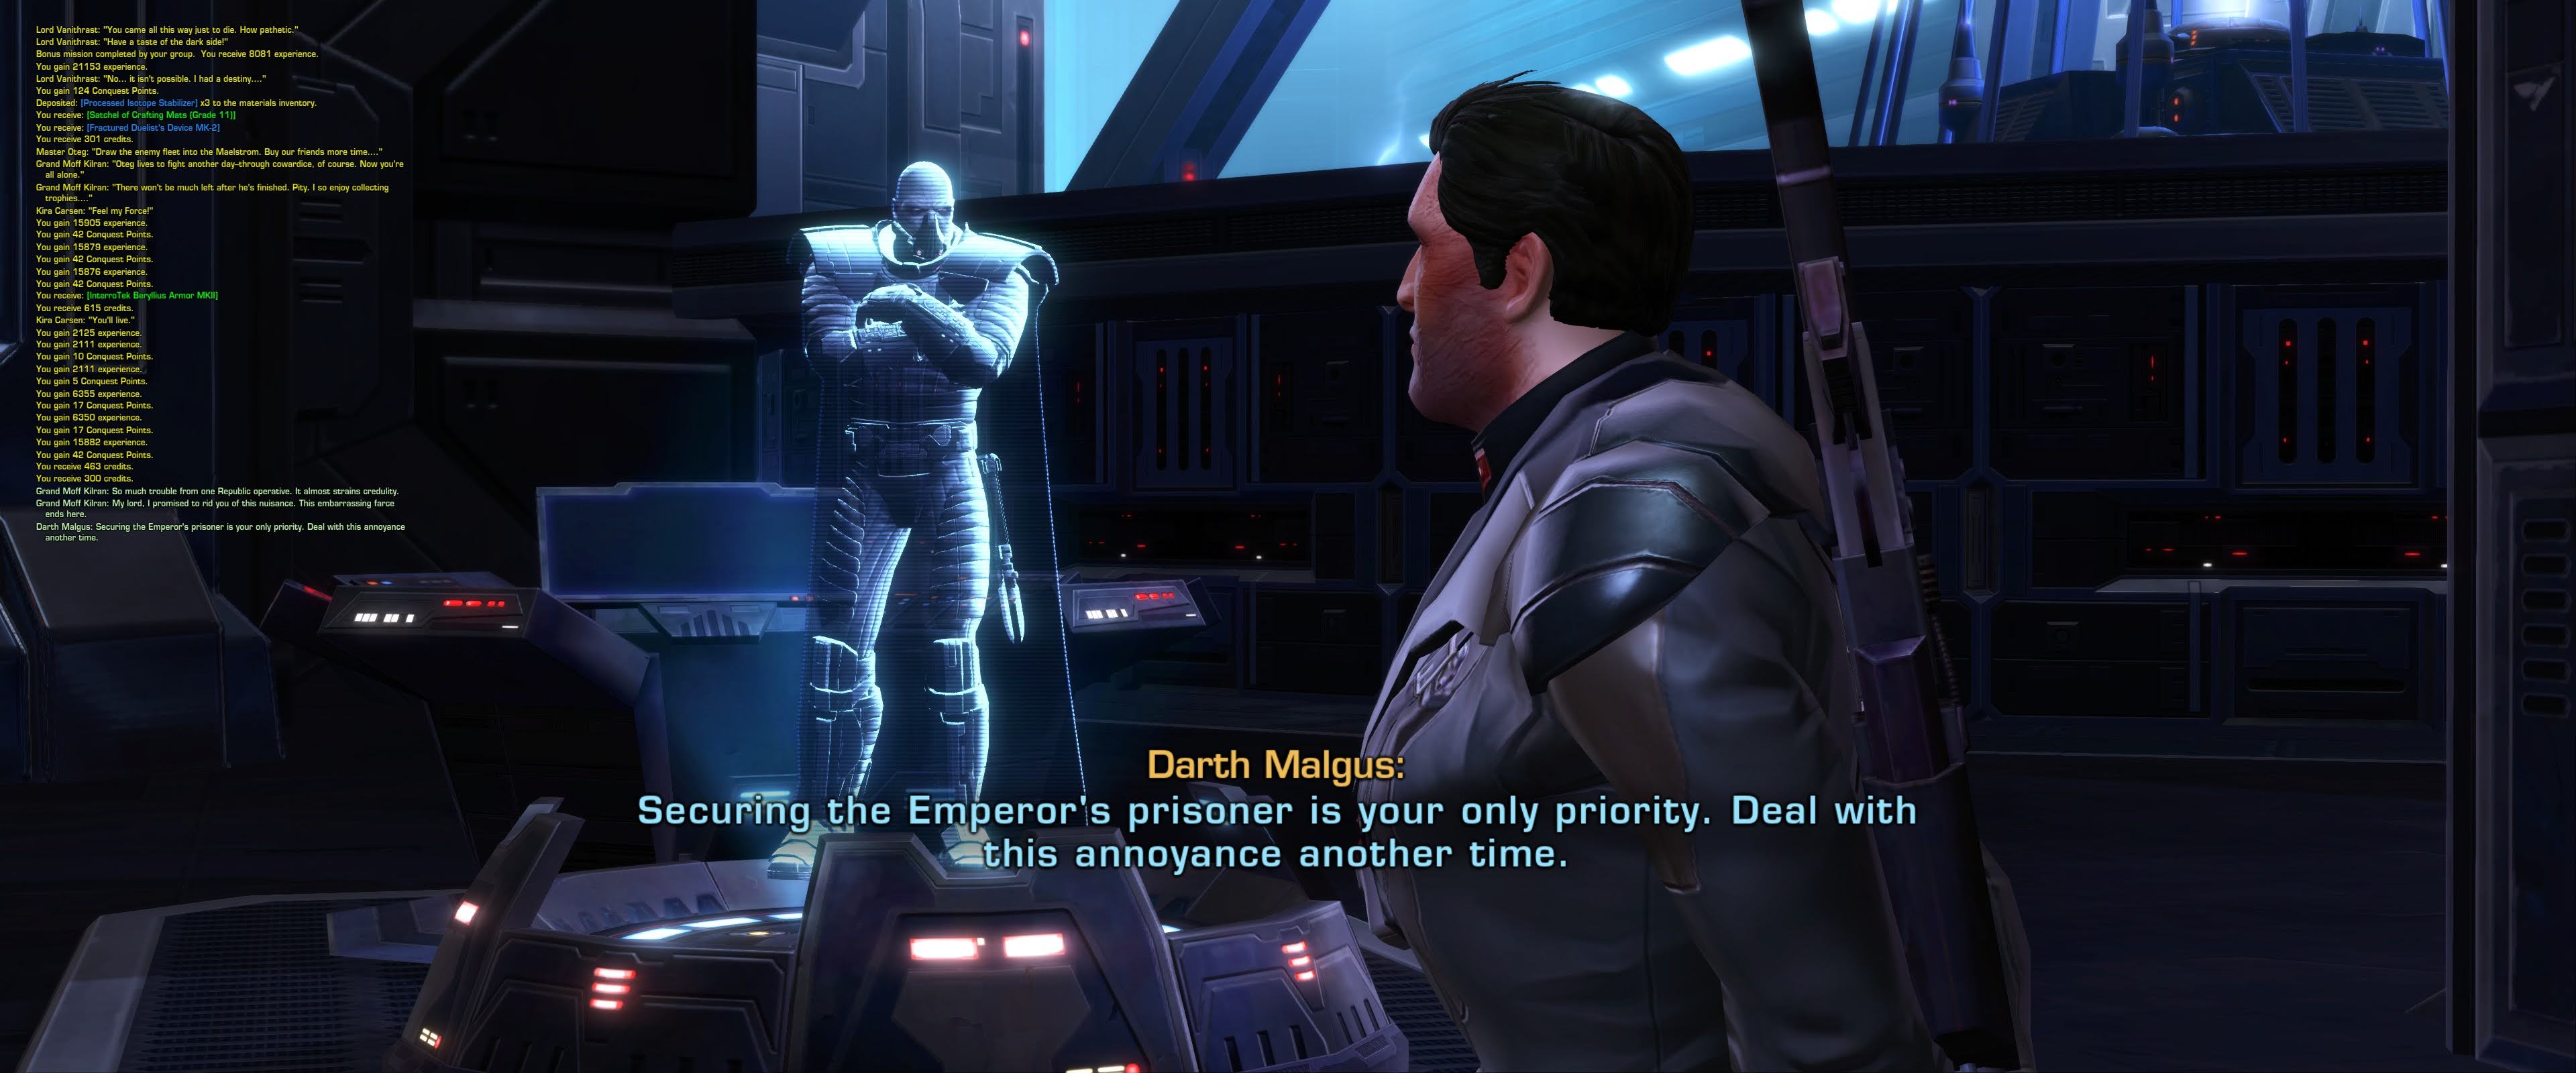 Lord Vanithrast: "You came all this way just to die. How pathetic."
Lord Vanithrast: "Have a taste of the dark side!"
Bonus mission completed by your group.  You receive 8081 experience.
You gain 21153 experience.
Lord Vanithrast: "No... it isn't possible. I had a destiny...."
You gain 124 Conquest Points.
Deposited: [Processed Isotope Stabilizer] x3 to the materials inventory.
You receive: [Satchel of Crafting Mats (Grade 11)]
You receive: [Fractured Duelist's Device MK-2]
You receive 301 credits.
Master Oteg: "Draw the enemy fleet into the Maelstrom. Buy our friends more time...."
Grand Moff Kilran: "Oteg lives to fight another day–through cowardice, of course. Now you're
all alone."
Grand Moff Kilran: "There won't be much left after he's finished. Pity. I so enjoy collecting
trophies...."
Kira Carsen: "Feel my Force!"
You gain 15905 experience.
You gain 42 Conquest Points.
You gain 15879 experience.
You gain 42 Conquest Points.
You gain 15876 experience.
You gain 42 Conquest Points.
You receive: [InterroTek Beryllius Armor MKII]
You receive 615 credits.
Kira Carsen: "You'll live."
You gain 2125 experience.
You gain 2111 experience.
You gain 10 Conquest Points.
You gain 2111 experience.
You gain 5 Conquest Points.
You gain 6355 experience.
You gain 17 Conquest Points.
You gain 6350 experience.
You gain 17 Conquest Points.
You gain 15882 experience.
You gain 42 Conquest Points.
You receive 463 credits.
You receive 300 credits.
Grand Moff Kilran: So much trouble from one Republic operative. It almost strains credulity.
Grand Moff Kilran: My lord, I promised to rid you of this nuisance. This embarrassing farce
ends here.
Darth Malgus: Securing the Emperor's prisoner is your only priority. Deal with this annoyance
another time.
Darth Malgus:
Securing the Emperor's prisoner is your only priority. Deal with
this annoyance another time.